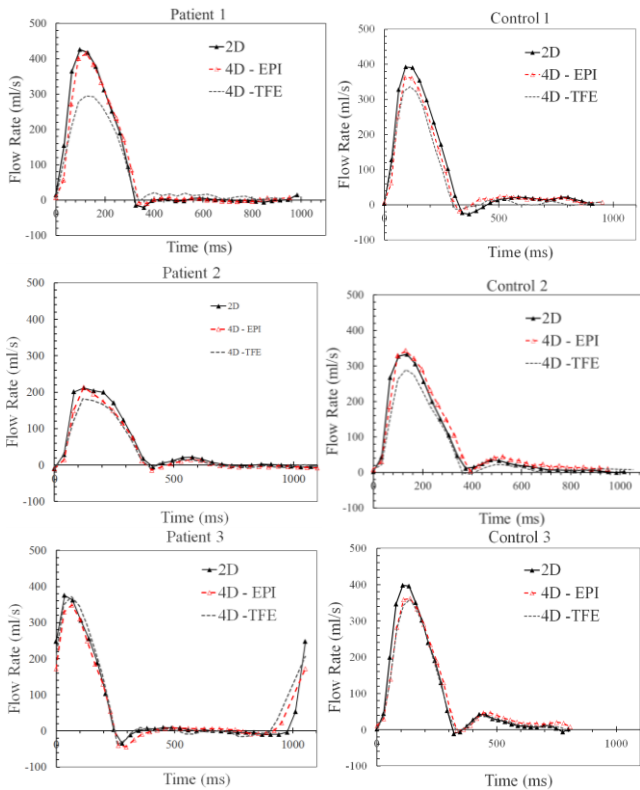 Patient 1
500
400
300
200
100
0
-100
Flow Rate (ml/s)
2D
4D - EPI
4D -TFE
0 200 400 600 800 1000
Time (ms)
Control 1
500
400
300
200
100
0
-100
Flow Rate (ml/s)
2D
4D - EPI
4D -TFE
0 500 1000
Time (ms)
Patient 2
500
400
300
200
100
0
-100
Flow Rate (ml/s)
2D
4D - EPI
4D -TFE
0 500 1000
Time (ms)
Control 2
500
400
300
200
100
0
-100
Flow Rate (ml/s)
2D
4D - EPI
4D -TFE
0 200 400 600 800 1000
Time (ms)
Patient 3
500
400
300
200
100
0
-100
Flow Rate (ml/s)
2D
4D - EPI
4D -TFE
0 500 1000
Time (ms)
Control 3
500
400
300
200
100
0
-100
Flow Rate (ml/s)
2D
4D - EPI
4D -TFE
0 500 1000
Time (ms)